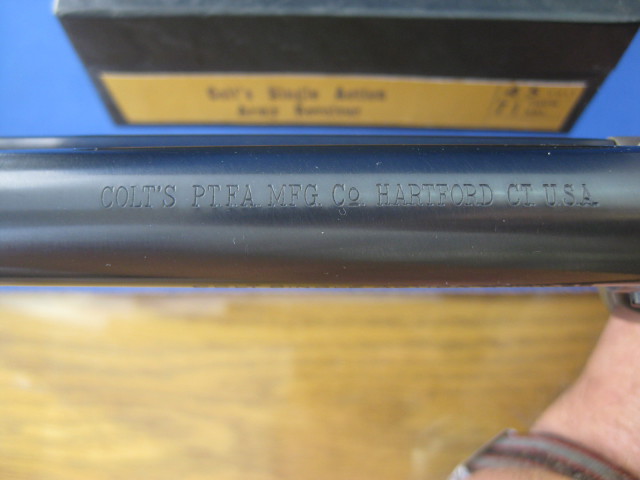 Colt's Single Action
Army Revolver
COLT'S PT. F.A. MFG. Co. HARTFORD CT. U.S.A.